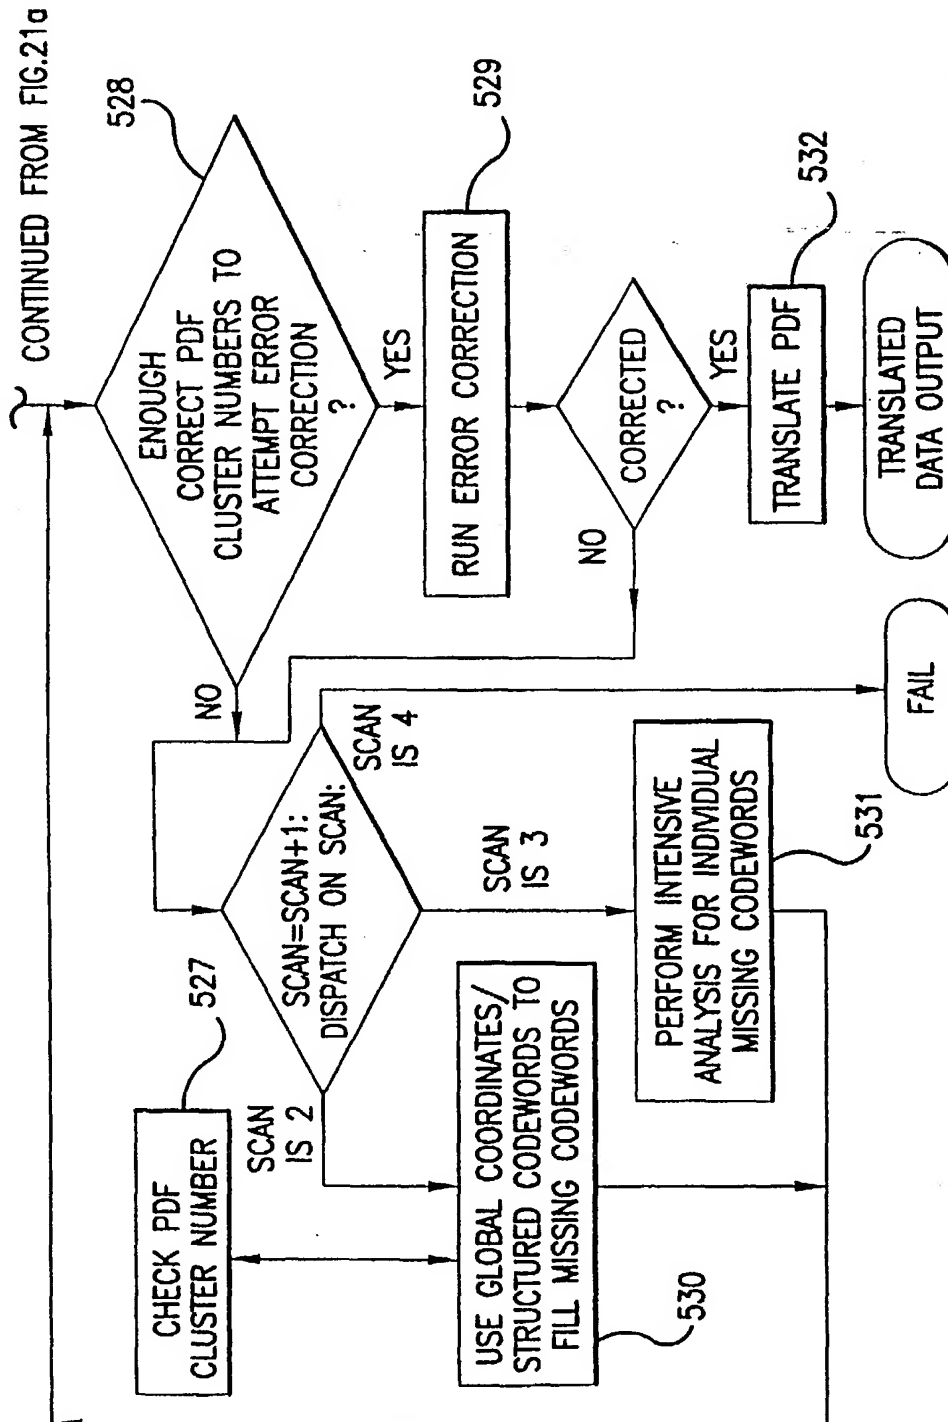 CONTINUED FROM FIG.21a
528
ENOUGH
CORRECT PDF
CLUSTER NUMBERS TO
ATTEMPT ERROR
CORRECTION
?
YES
NO
529
RUN ERROR CORRECTION
CORRECTED
?
NO
YES
532
TRANSLATE PDF
TRANSLATED
DATA OUTPUT
SCAN=SCAN+1:
DISPATCH ON SCAN:
SCAN
IS 4
FAIL
SCAN
IS 3
PERFORM INTENSIVE
ANALYSIS FOR INDIVIDUAL
MISSING CODEWORDS
531
SCAN
IS 2
527
CHECK PDF
CLUSTER NUMBER
USE GLOBAL COORDINATES/
STRUCTURED CODEWORDS TO
FILL MISSING CODEWORDS
530